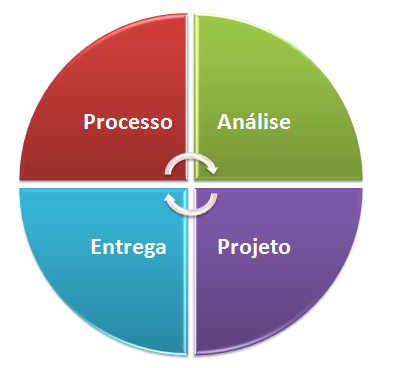 Processo
Análise
Entrega
Projeto